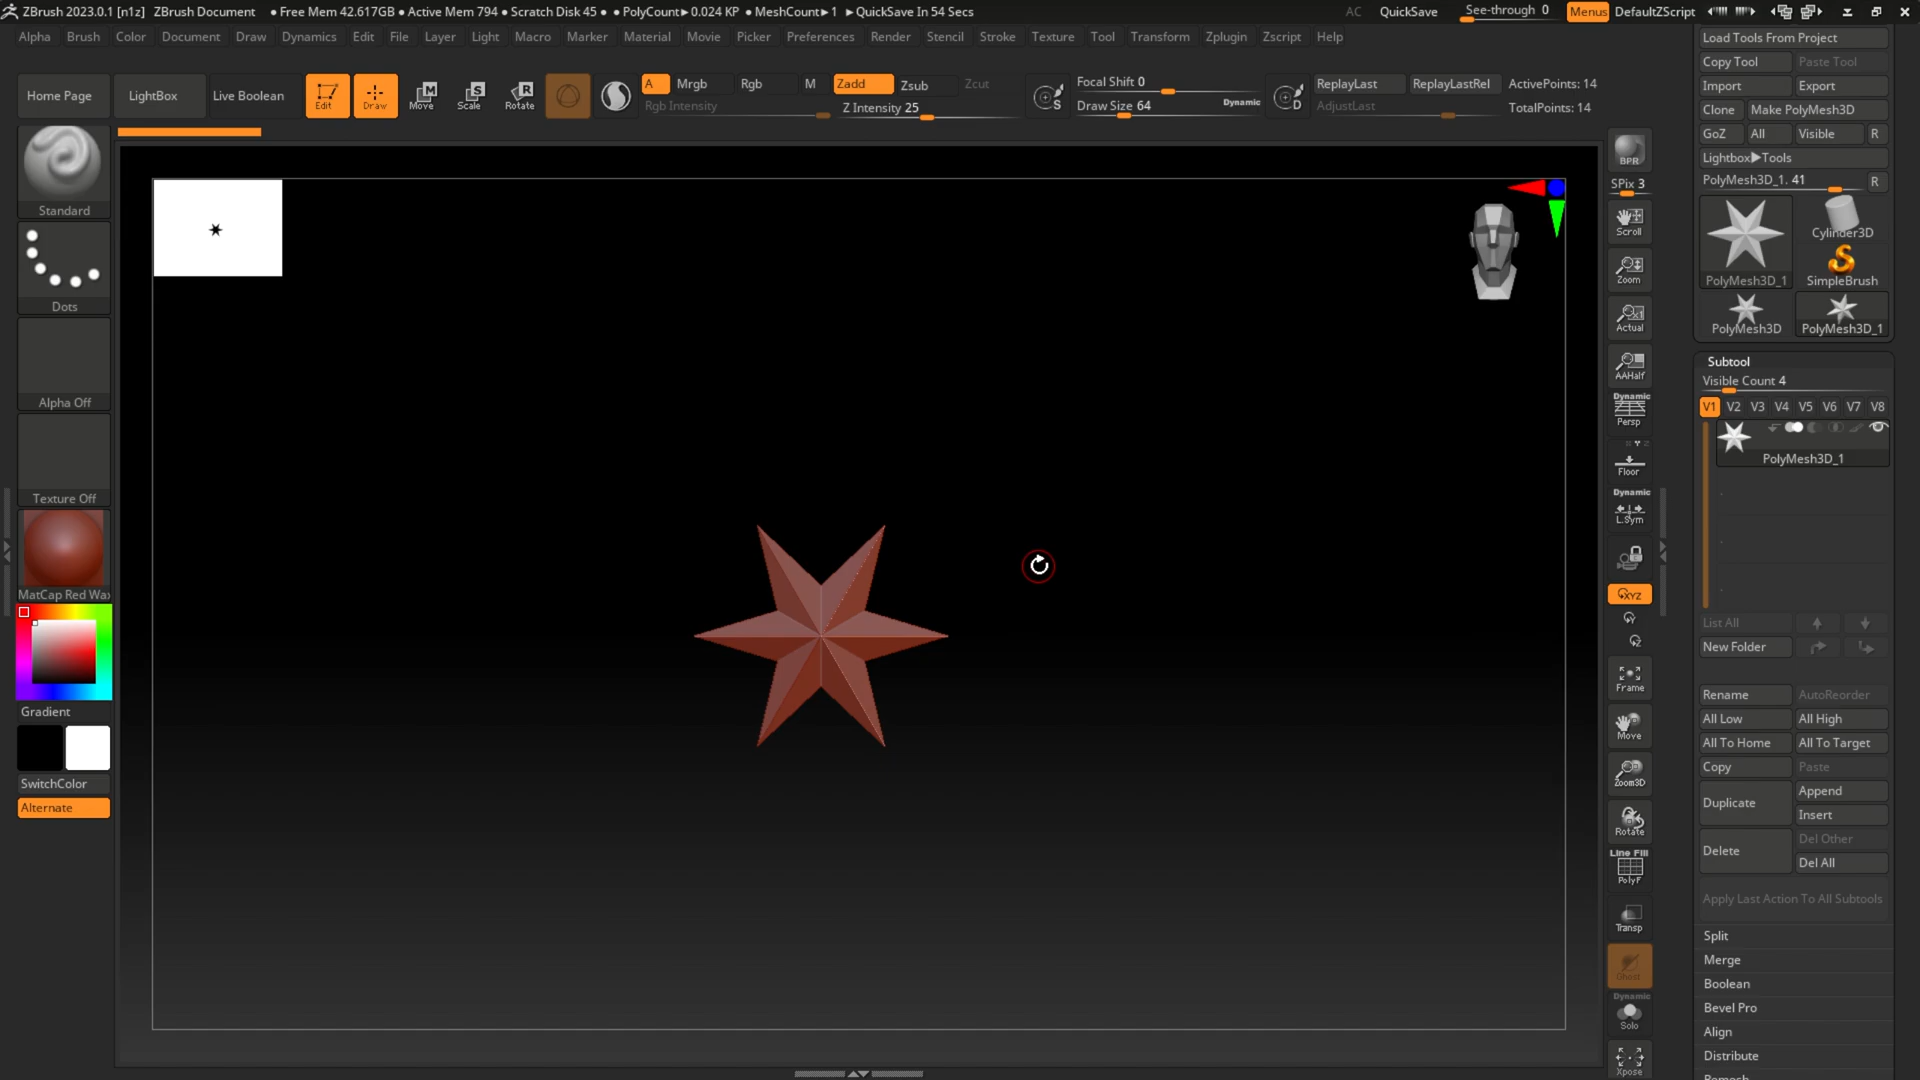 ZBrush 2023.0.1 [n1z] ZBrush Document ● Free Mem 42.617GB ● Active Mem 794 ● Scratch Disk 45 ● ● PolyCount► 0.024 KP ● MeshCount► 1 ► QuickSave In 54 Secs AC QuickSave See-through 0 Menus DefaultZScript
Alpha Brush Color Document Draw Dynamics Edit File Layer Light Macro Marker Material Movie Picker Preferences Render Stencil Stroke Texture Tool Transform Zplugin Zscript Help
Home Page LightBox Live Boolean Edit Draw Move Scale Rotate A Mrgb Rgb M Zadd Zsub Zcut Focal Shift 0 ReplayLast ReplayLastRel ActivePoints: 14
Rgb Intensity Z Intensity 25 Draw Size 64 Dynamic AdjustLast TotalPoints: 14
Standard
Dots
Alpha Off
Texture Off
MatCap Red Wax
Gradient
SwitchColor
Alternate
BPR
SPix 3
Scroll
Zoom
Actual
AAHalf
Dynamic
Persp
Floor
Dynamic
L.Sym
XYZ
Y
Z
Frame
Move
Zoom3D
Rotate
Line Fill
PolyF
Transp
Ghost
Dynamic
Solo
Xpose
Load Tools From Project
Copy Tool Paste Tool
Import Export
Clone Make PolyMesh3D
GoZ All Visible R
Lightbox►Tools
PolyMesh3D_1. 41 R
PolyMesh3D_1
Cylinder3D
SimpleBrush
PolyMesh3D PolyMesh3D_1
Subtool
Visible Count 4
V1 V2 V3 V4 V5 V6 V7 V8
PolyMesh3D_1
List All
New Folder
Rename AutoReorder
All Low All High
All To Home All To Target
Copy Paste
Duplicate Append
Insert
Delete Del Other
Del All
Apply Last Action To All Subtools
Split
Merge
Boolean
Bevel Pro
Align
Distribute
Remesh